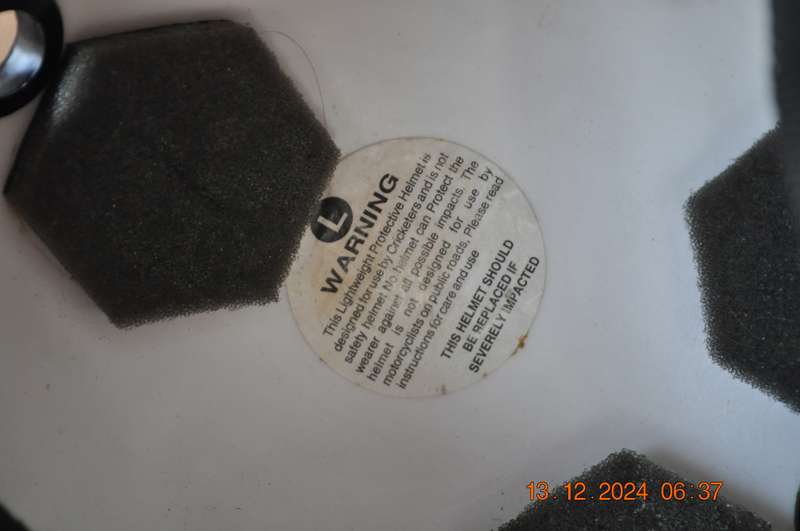 L
WARNING
This Lightweight Protective Helmet is
designed for use by Cricketers and is not
safety helmet No helmet can Protect the
wearer against all possible impacts. The
helmet is not designed for use by
motorcyclists on public roads. Please read
instructions for care and use
THIS HELMET SHOULD
BE REPLACED IF
SEVERELY IMPACTED
13.12.2024 06:37